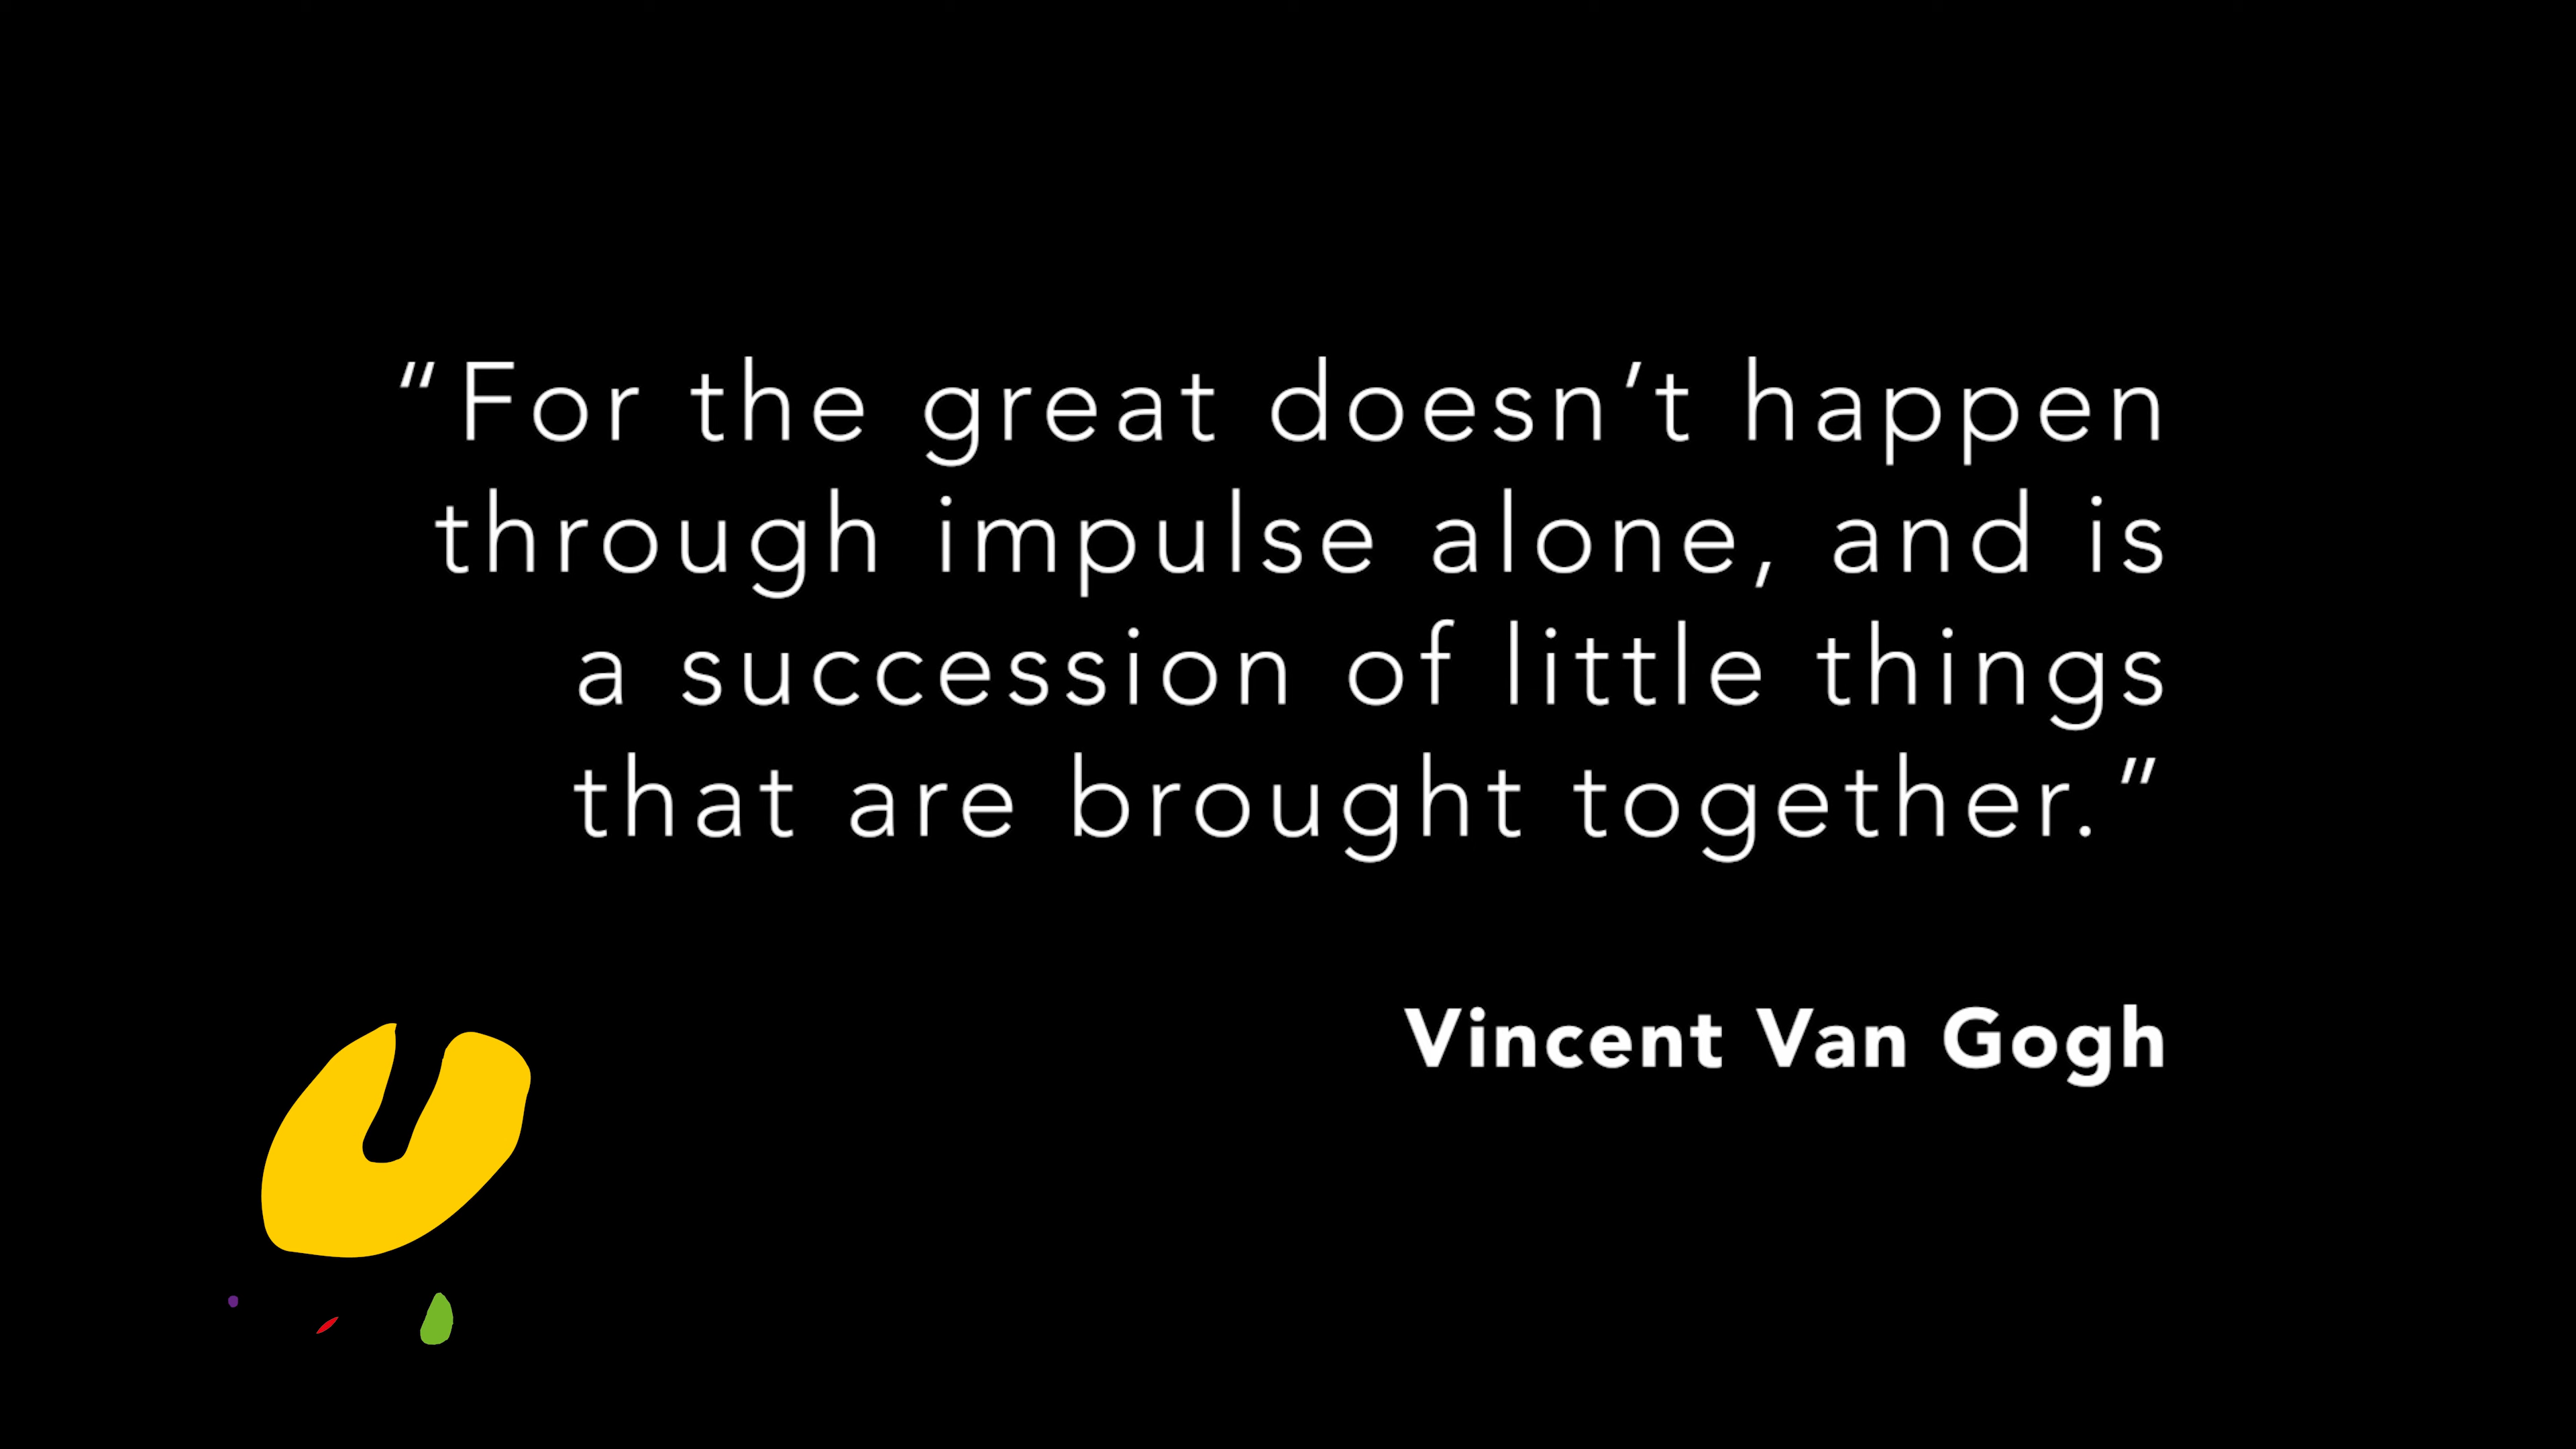 “For the great doesn’t happen
through impulse alone, and is
a succession of little things
that are brought together.”
Vincent Van Gogh